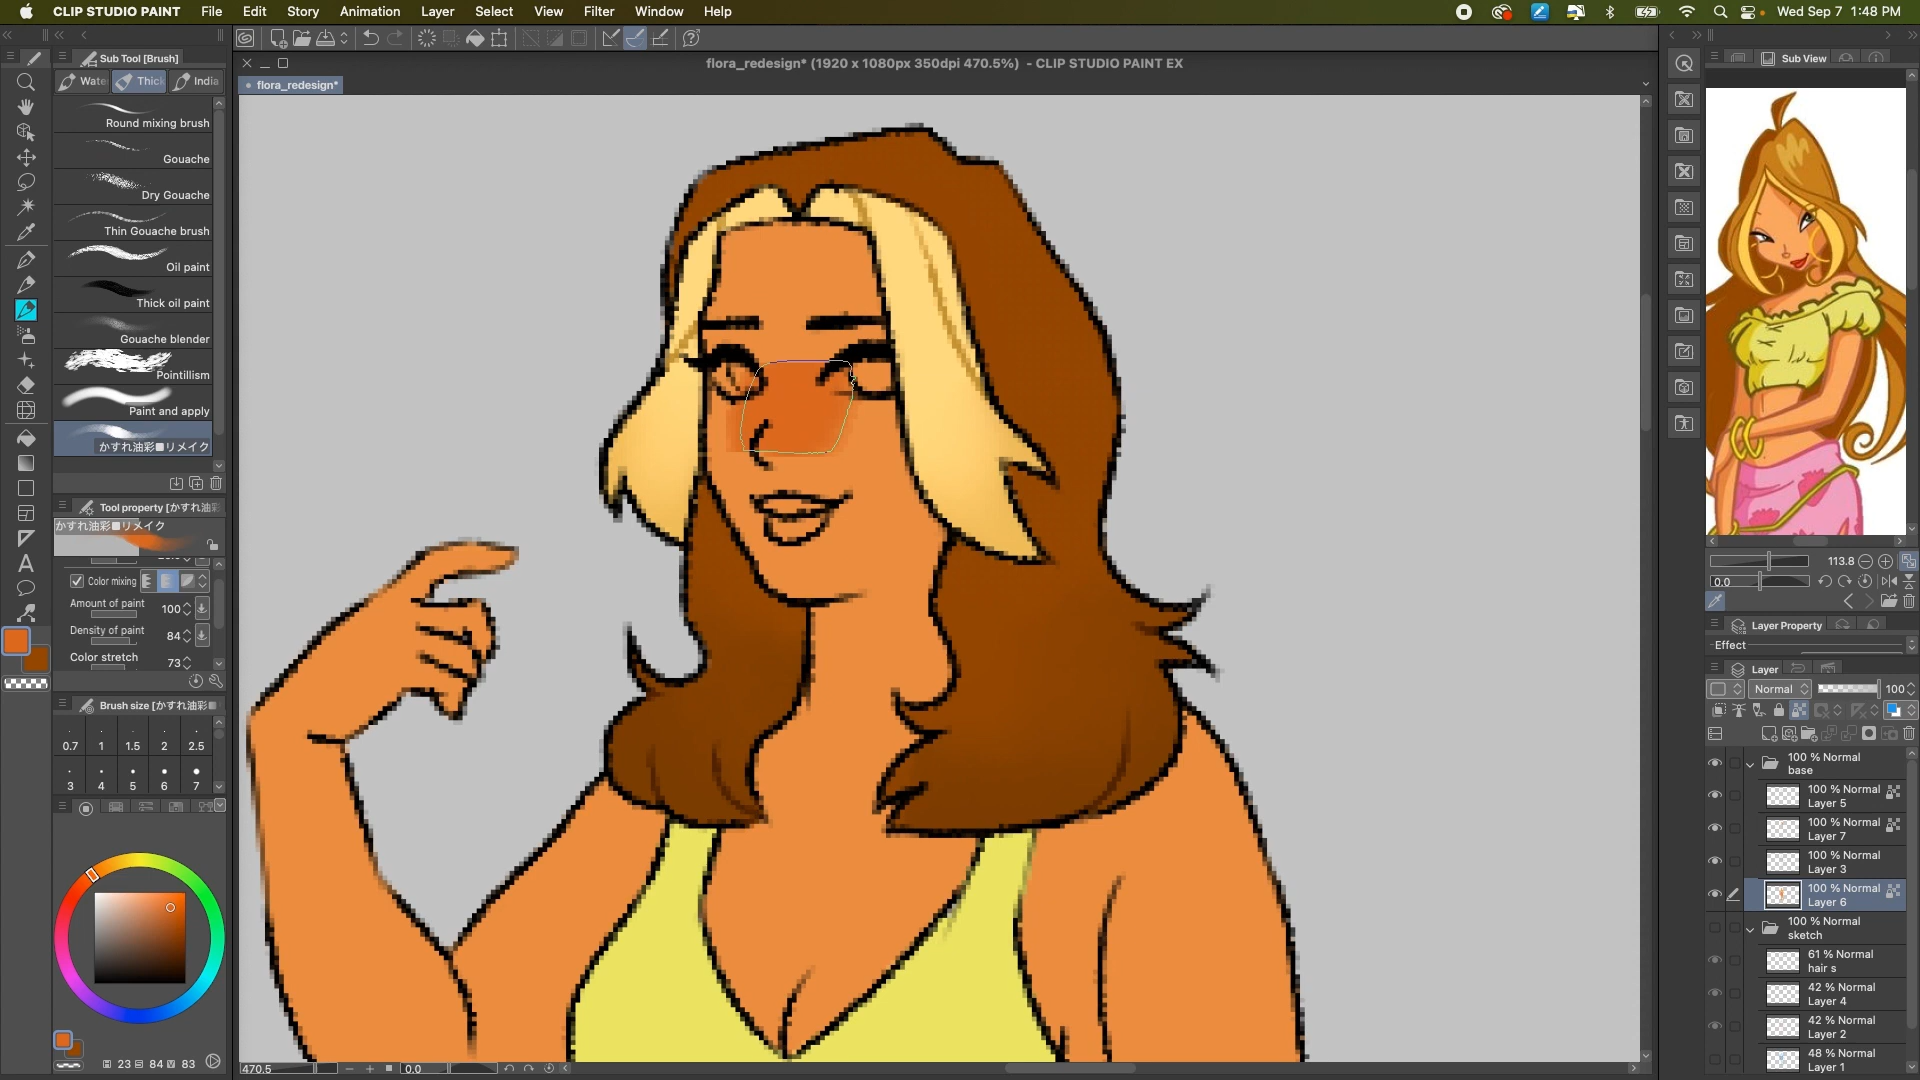 CLIP STUDIO PAINT File Edit Story Animation Layer Select View Filter Window Help
Wed Sep 7 1:48 PM
Sub Tool [Brush]
flora_redesign* (1920 x 1080px 350dpi 470.5%) - CLIP STUDIO PAINT EX
Sub View
Wate Thick India
flora_redesign*
Round mixing brush
Gouache
Dry Gouache
Thin Gouache brush
Oil paint
Thick oil paint
Gouache blender
Pointillism
Paint and apply
かすれ油彩■リメイク
Tool property [かすれ油彩
かすれ油彩■リメイク
Color mixing
Amount of paint 100
Density of paint 84
Color stretch 73
Brush size [かすれ油彩■
0.7 1 1.5 2 2.5
3 4 5 6 7
23 84 83
470.5 0.0
113.8
0.0
Layer Property
Effect
Layer
Normal 100
100 % Normal
base
100 % Normal
Layer 5
100 % Normal
Layer 7
100 % Normal
Layer 3
100 % Normal
Layer 6
100 % Normal
sketch
61 % Normal
hair s
42 % Normal
Layer 4
42 % Normal
Layer 2
48 % Normal
Layer 1